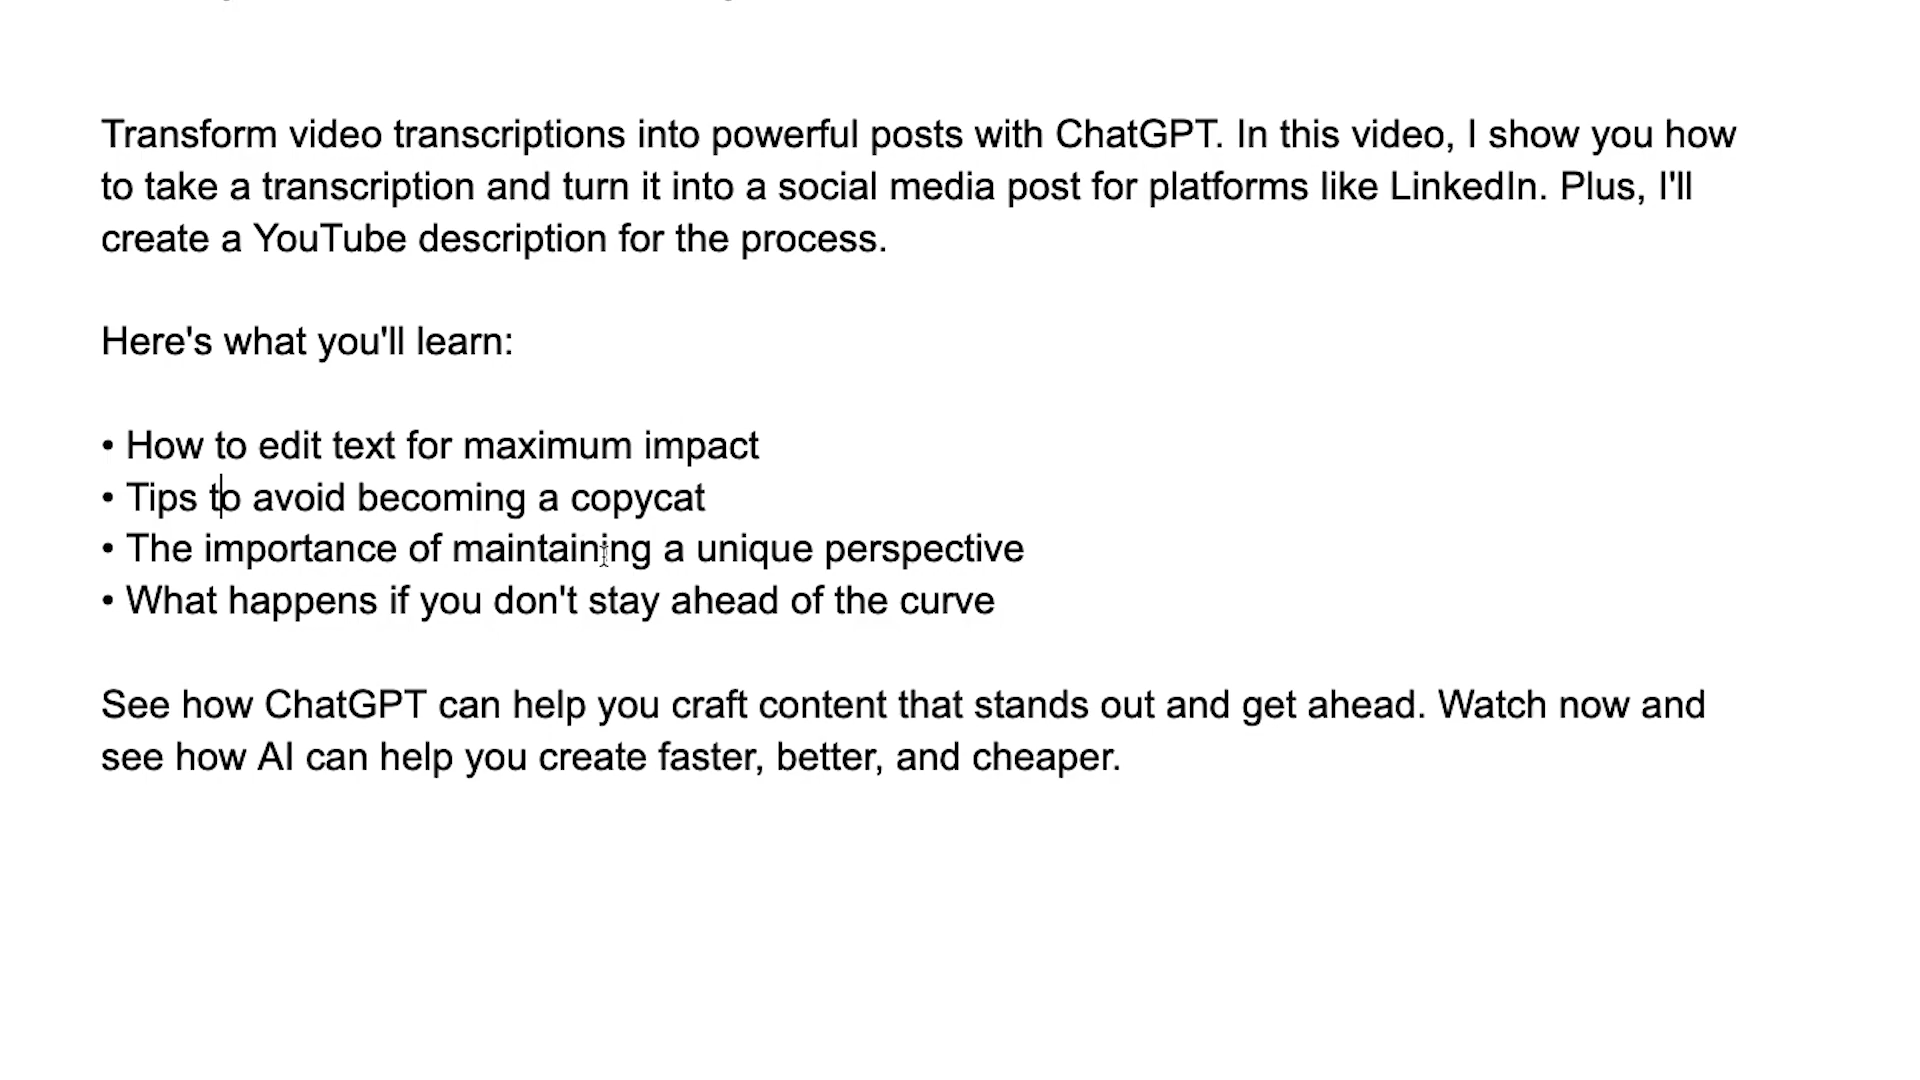 Transform video transcriptions into powerful posts with ChatGPT. In this video, I show you how
to take a transcription and turn it into a social media post for platforms like LinkedIn. Plus, I'll
create a YouTube description for the process.
Here's what you'll learn:
• How to edit text for maximum impact
• Tips to avoid becoming a copycat
• The importance of maintaining a unique perspective
• What happens if you don't stay ahead of the curve
See how ChatGPT can help you craft content that stands out and get ahead. Watch now and
see how AI can help you create faster, better, and cheaper.